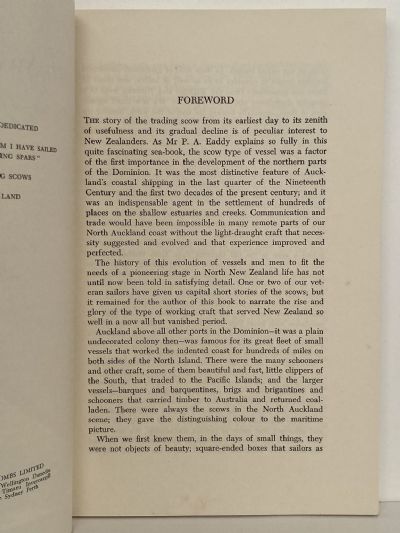 DEDICATED
M I HAVE SAILED
ING SPARS"
G SCOWS
LAND
OMBS LIMITED
Wellington Dunedin
Timaru Invercargill
Sydney Perth
FOREWORD
THE story of the trading scow from its earliest day to its zenith
of usefulness and its gradual decline is of peculiar interest to
New Zealanders. As Mr P. A. Eaddy explains so fully in this
quite fascinating sea-book, the scow type of vessel was a factor
of the first importance in the development of the northern parts
of the Dominion. It was the most distinctive feature of Auck-
land's coastal shipping in the last quarter of the Nineteenth
Century and the first two decades of the present century; and it
was an indispensable agent in the settlement of hundreds of
places on the shallow estuaries and creeks. Communication and
trade would have been impossible in many remote parts of our
North Auckland coast without the light-draught craft that neces-
sity suggested and evolved and that experience improved and
perfected.
The history of this evolution of vessels and men to fit the
needs of a pioneering stage in North New Zealand life has not
until now been told in satisfying detail. One or two of our vet-
eran sailors have given us capital short stories of the scows; but
it remained for the author of this book to narrate the rise and
glory of the type of working craft that served New Zealand so
well in a now all but vanished period.
Auckland above all other ports in the Dominion—it was a plain
undecorated colony then—was famous for its great fleet of small
vessels that worked the indented coast for hundreds of miles on
both sides of the North Island. There were the many schooners
and other craft, some of them beautiful and fast, little clippers of
the South, that traded to the Pacific Islands; and the larger
vessels—barques and barquentines, brigs and brigantines and
schooners that carried timber to Australia and returned coal-
laden. There were always the scows in the North Auckland
scene; they gave the distinguishing colour to the maritime
picture.
When we first knew them, in the days of small things, they
were not objects of beauty; square-ended boxes that sailors as